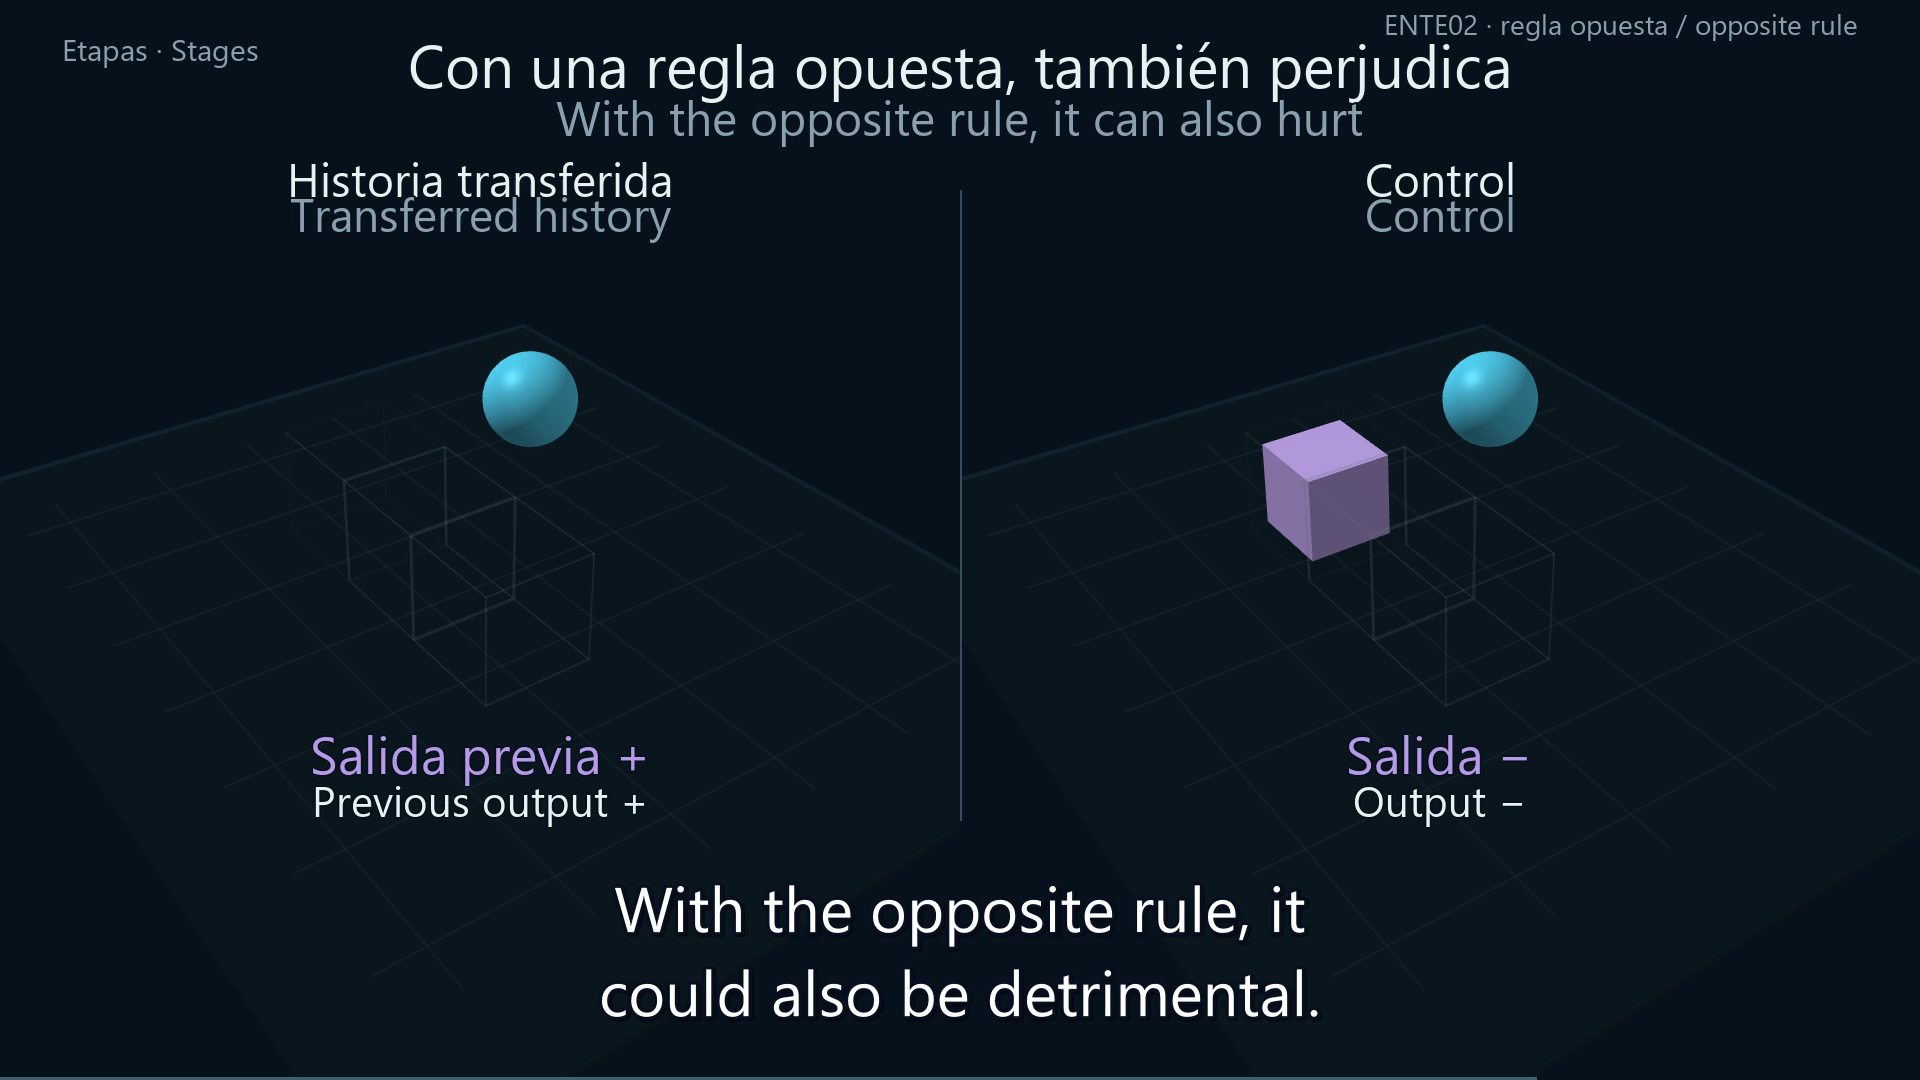 Etapas · Stages
ENTE02 · regla opuesta / opposite rule
Con una regla opuesta, también perjudica
With the opposite rule, it can also hurt
Historia transferida
Transferred history
Control
Control
Salida previa +
Previous output +
Salida −
Output −
With the opposite rule, it
could also be detrimental.